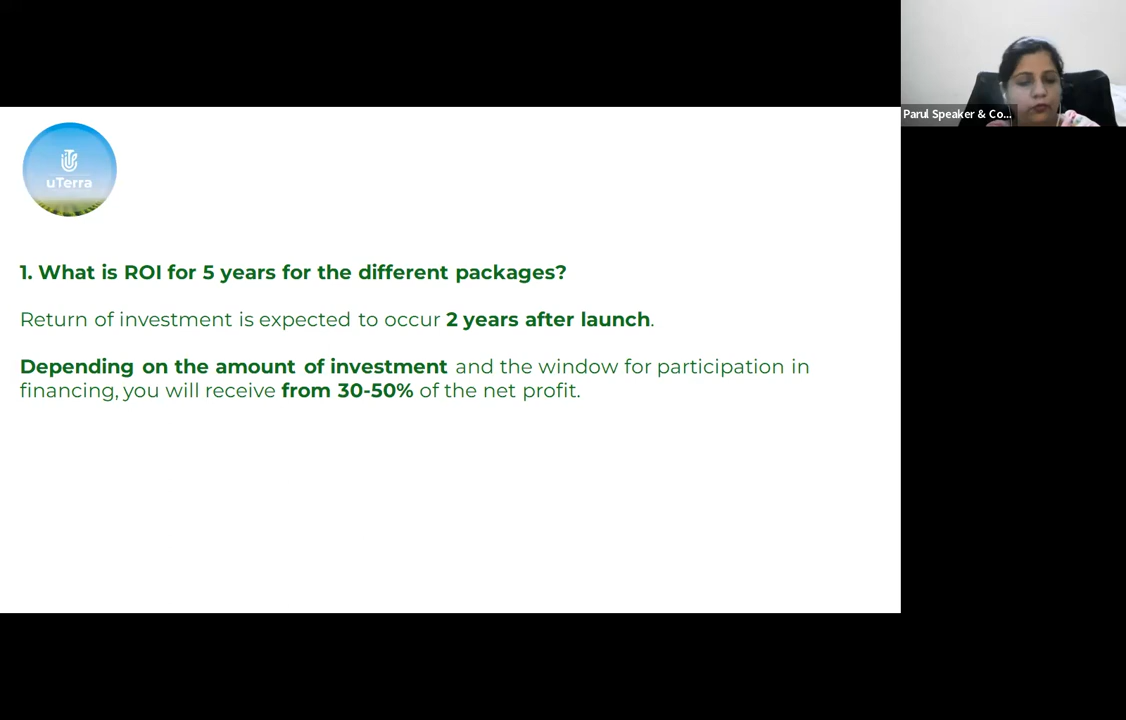 Parul Speaker & Co...
uTerra
1. What is ROI for 5 years for the different packages?
Return of investment is expected to occur 2 years after launch.
Depending on the amount of investment and the window for participation in
financing, you will receive from 30-50% of the net profit.